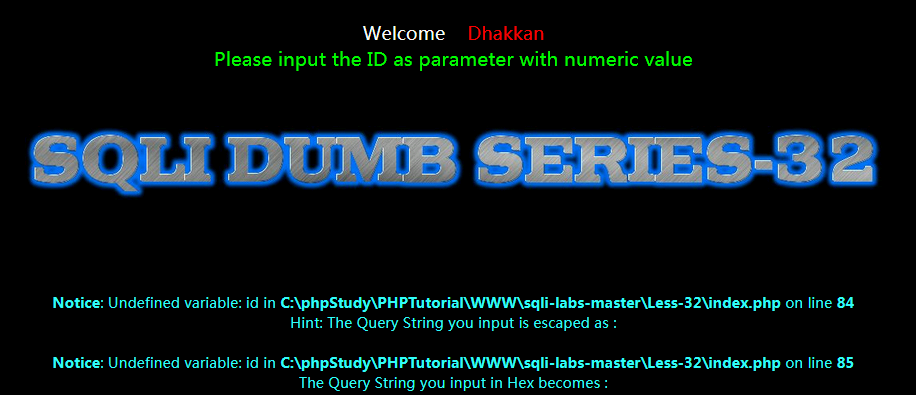 Welcome Dhakkan
Please input the ID as parameter with numeric value
SQLI DUMB SERIES-32
Notice: Undefined variable: id in C:\phpStudy\PHPTutorial\WWW\sqli-labs-master\Less-32\index.php on line 84
Hint: The Query String you input is escaped as :
Notice: Undefined variable: id in C:\phpStudy\PHPTutorial\WWW\sqli-labs-master\Less-32\index.php on line 85
The Query String you input in Hex becomes :